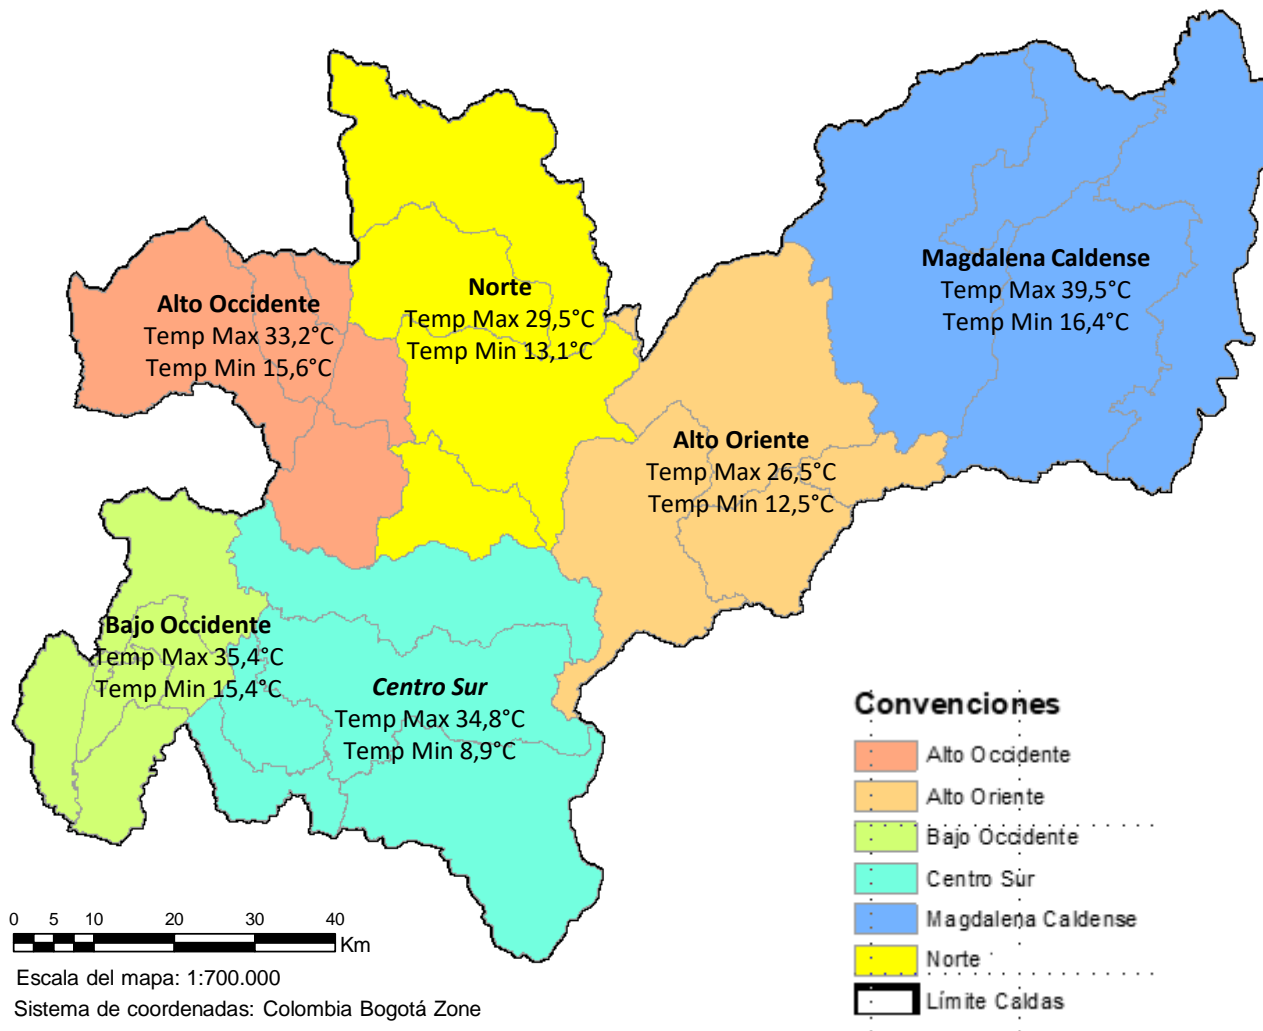 Magdalena Caldense
Temp Max 39,5°C
Temp Min 16,4°C
Norte
Temp Max 29,5°C
Temp Min 13,1°C
Alto Occidente
Temp Max 33,2°C
Temp Min 15,6°C
Alto Oriente
Temp Max 26,5°C
Temp Min 12,5°C
Bajo Occidente
Temp Max 35,4°C
Temp Min 15,4°C
Centro Sur
Temp Max 34,8°C
Temp Min 8,9°C
Convenciones
Alto Occidente
Alto Oriente
Bajo Occidente
Centro Sur
Magdalena Caldense
Norte
Límite Caldas
0 5 10 20 30 40
Km
Escala del mapa: 1:700.000
Sistema de coordenadas: Colombia Bogotá Zone